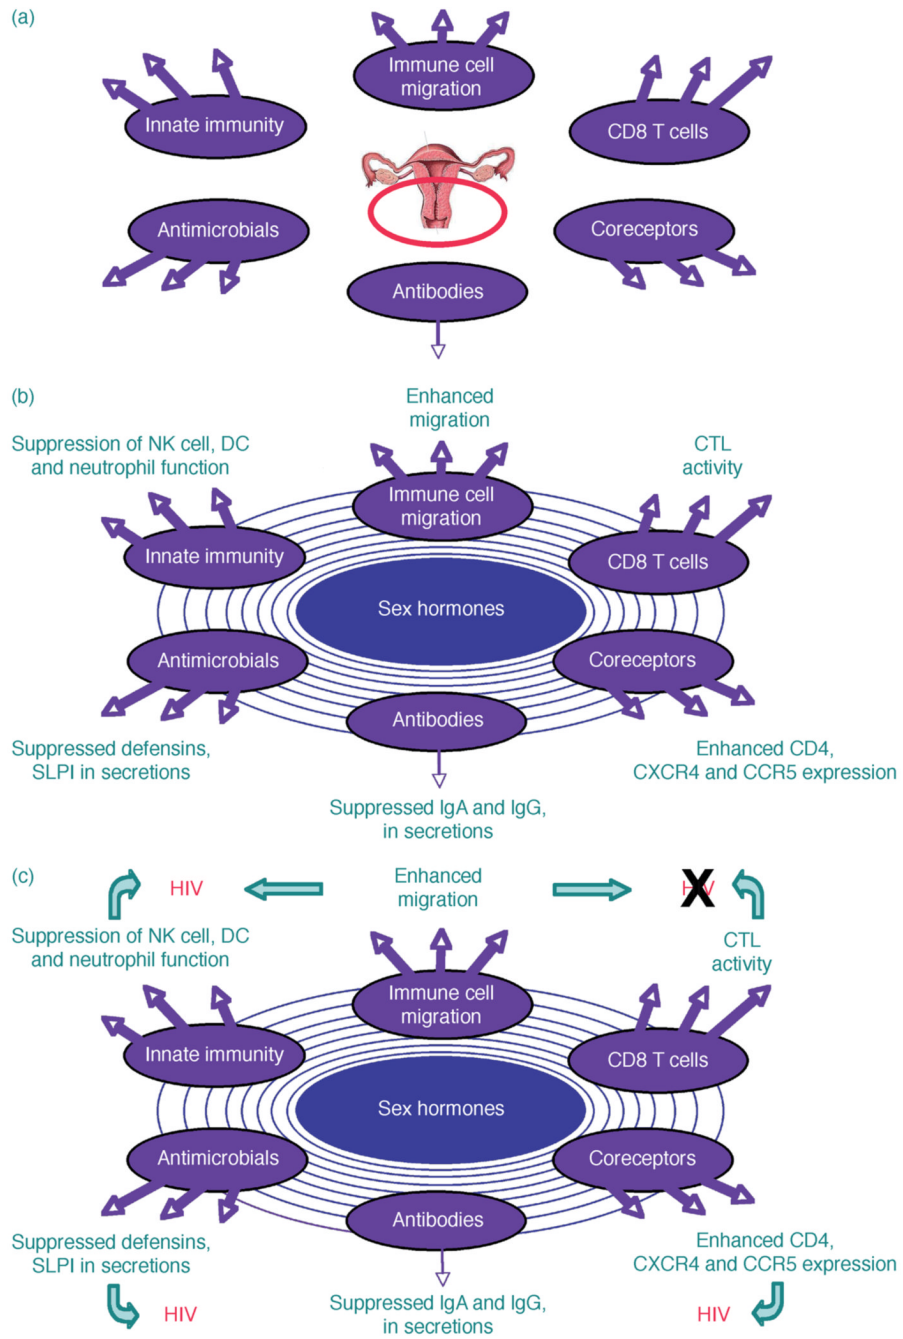 (a)
Immune cell
migration
Innate immunity
CD8 T cells
Antimicrobials
Coreceptors
Antibodies
(b)
Enhanced
migration
Suppression of NK cell, DC
and neutrophil function
CTL
activity
Immune cell
migration
Innate immunity
CD8 T cells
Sex hormones
Antimicrobials
Coreceptors
Antibodies
Suppressed defensins,
SLPI in secretions
Enhanced CD4,
CXCR4 and CCR5 expression
Suppressed IgA and IgG,
in secretions
(c)
HIV
Enhanced
migration
HIV
X
Suppression of NK cell, DC
and neutrophil function
CTL
activity
Immune cell
migration
Innate immunity
CD8 T cells
Sex hormones
Antimicrobials
Coreceptors
Antibodies
Suppressed defensins,
SLPI in secretions
Enhanced CD4,
CXCR4 and CCR5 expression
Suppressed IgA and IgG,
in secretions
HIV
HIV